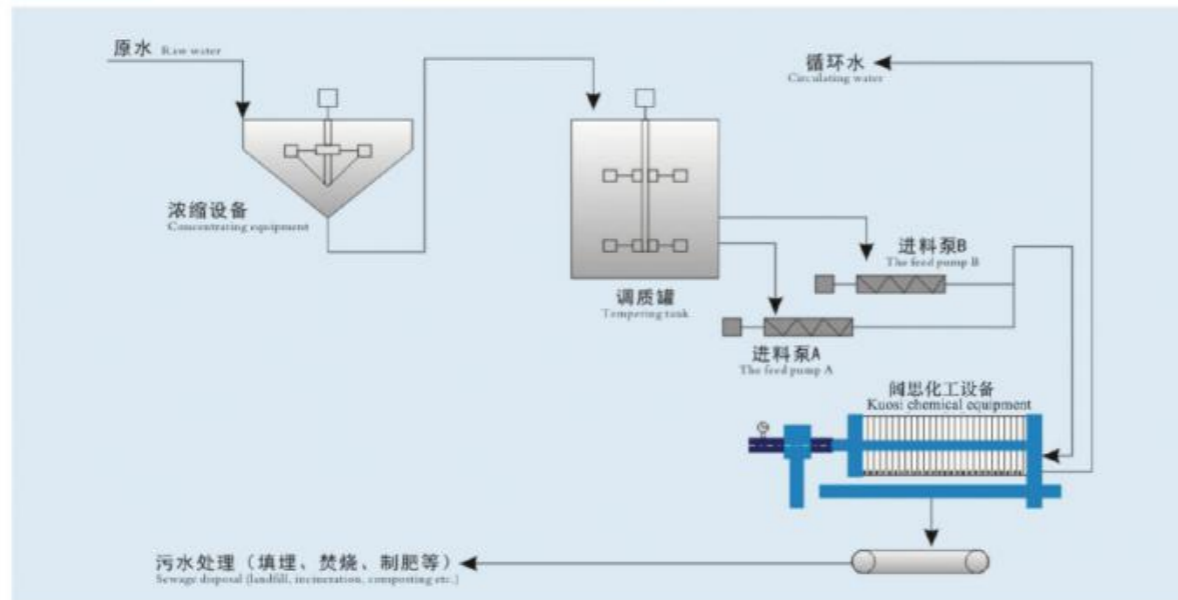 原水 Raw water
循环水
Circulating water
浓缩设备
Concentrating equipment
调质罐
Tempering tank
进料泵B
The feed pump B
进料泵A
The feed pump A
阔思化工设备
Kuosi chemical equipment
污水处理（填埋、焚烧、制肥等）
Sewage disposal (landfill, incineration, composting etc.)